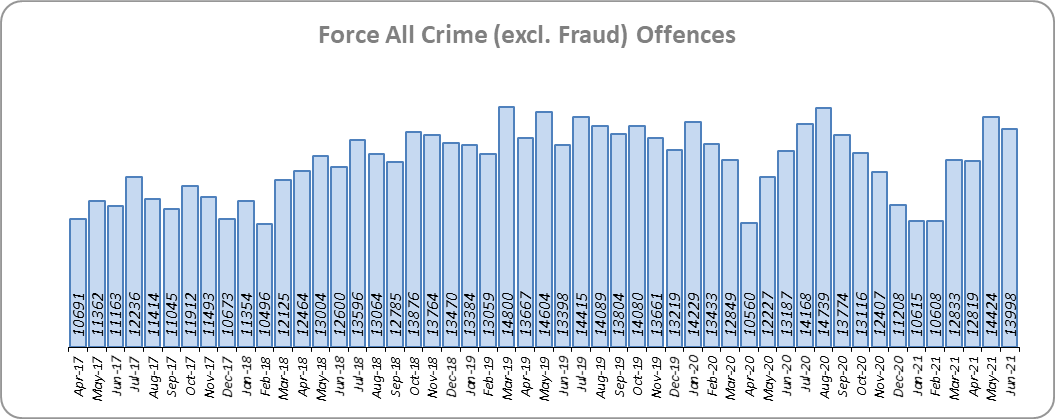 Force All Crime (excl. Fraud) Offences
10691
11362
11163
12236
11414
11045
11912
11493
10673
11354
10496
12125
12464
13004
12600
13596
13064
12785
13876
13764
13470
13384
13059
14800
13667
14604
13398
14415
14089
13804
14080
13661
13219
14229
13433
12849
10560
12227
13187
14168
14739
13774
13116
12407
11208
10615
10608
12833
12819
14424
13998
Apr-17
May-17
Jun-17
Jul-17
Aug-17
Sep-17
Oct-17
Nov-17
Dec-17
Jan-18
Feb-18
Mar-18
Apr-18
May-18
Jun-18
Jul-18
Aug-18
Sep-18
Oct-18
Nov-18
Dec-18
Jan-19
Feb-19
Mar-19
Apr-19
May-19
Jun-19
Jul-19
Aug-19
Sep-19
Oct-19
Nov-19
Dec-19
Jan-20
Feb-20
Mar-20
Apr-20
May-20
Jun-20
Jul-20
Aug-20
Sep-20
Oct-20
Nov-20
Dec-20
Jan-21
Feb-21
Mar-21
Apr-21
May-21
Jun-21